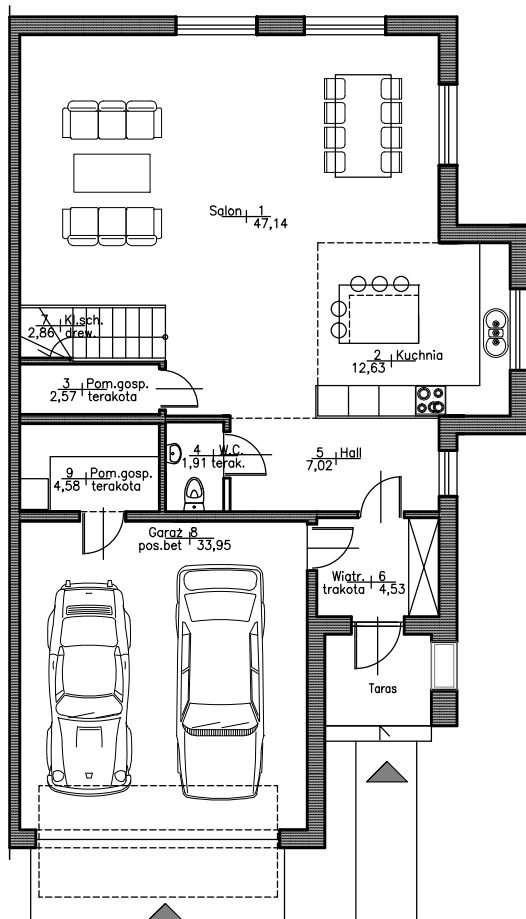 Salon 1
47,14
7 Kl.sch.
2,86 drew.
2 Kuchnia
12,63
3 Pom.gosp.
2,57 terakota
4 W.C.
1,91 terak.
5 Hall
7,02
9 Pom.gosp.
4,58 terakota
Garaż 8
pos.bet 33,95
Wiatr. 6
trakota 4,53
Taras